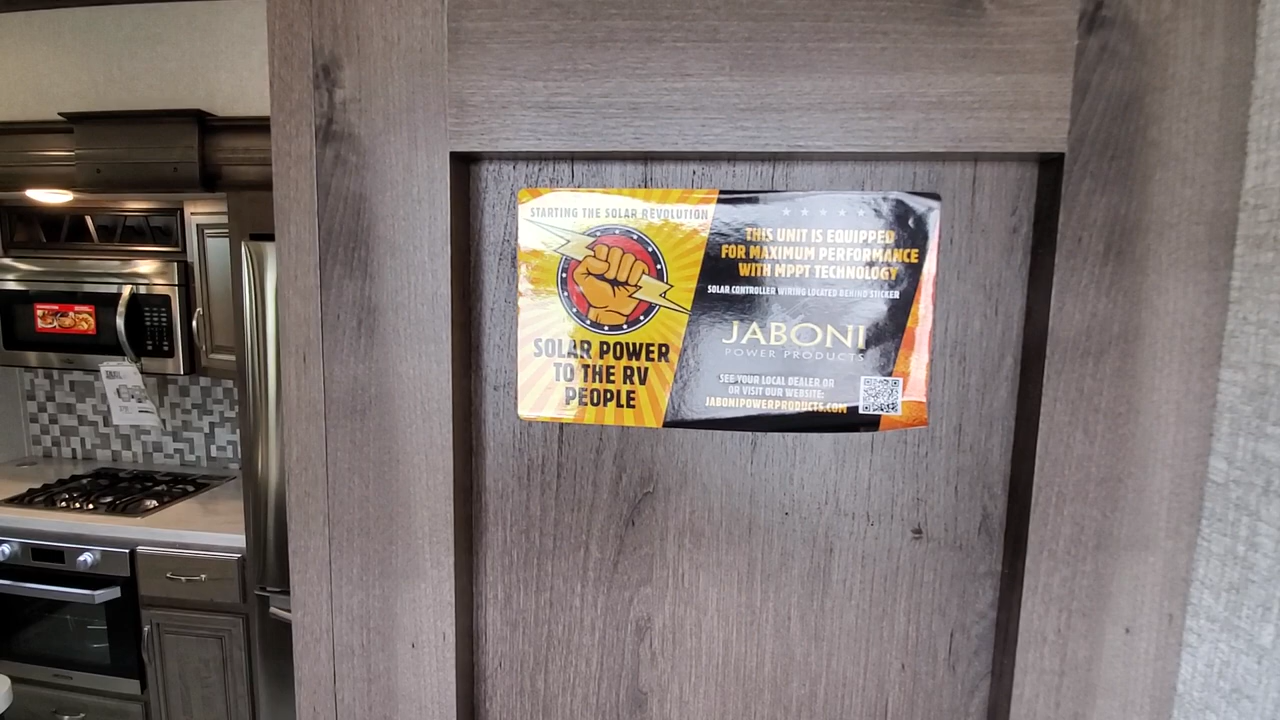 STARTING THE SOLAR REVOLUTION
SOLAR POWER
TO THE RV
PEOPLE
THIS UNIT IS EQUIPPED
FOR MAXIMUM PERFORMANCE
WITH MPPT TECHNOLOGY
SOLAR CONTROLLER WIRING LOCATED BEHIND STICKER
JABONI
POWER PRODUCTS
SEE YOUR LOCAL DEALER OR
OR VISIT OUR WEBSITE:
JABONIPOWERPRODUCTS.COM